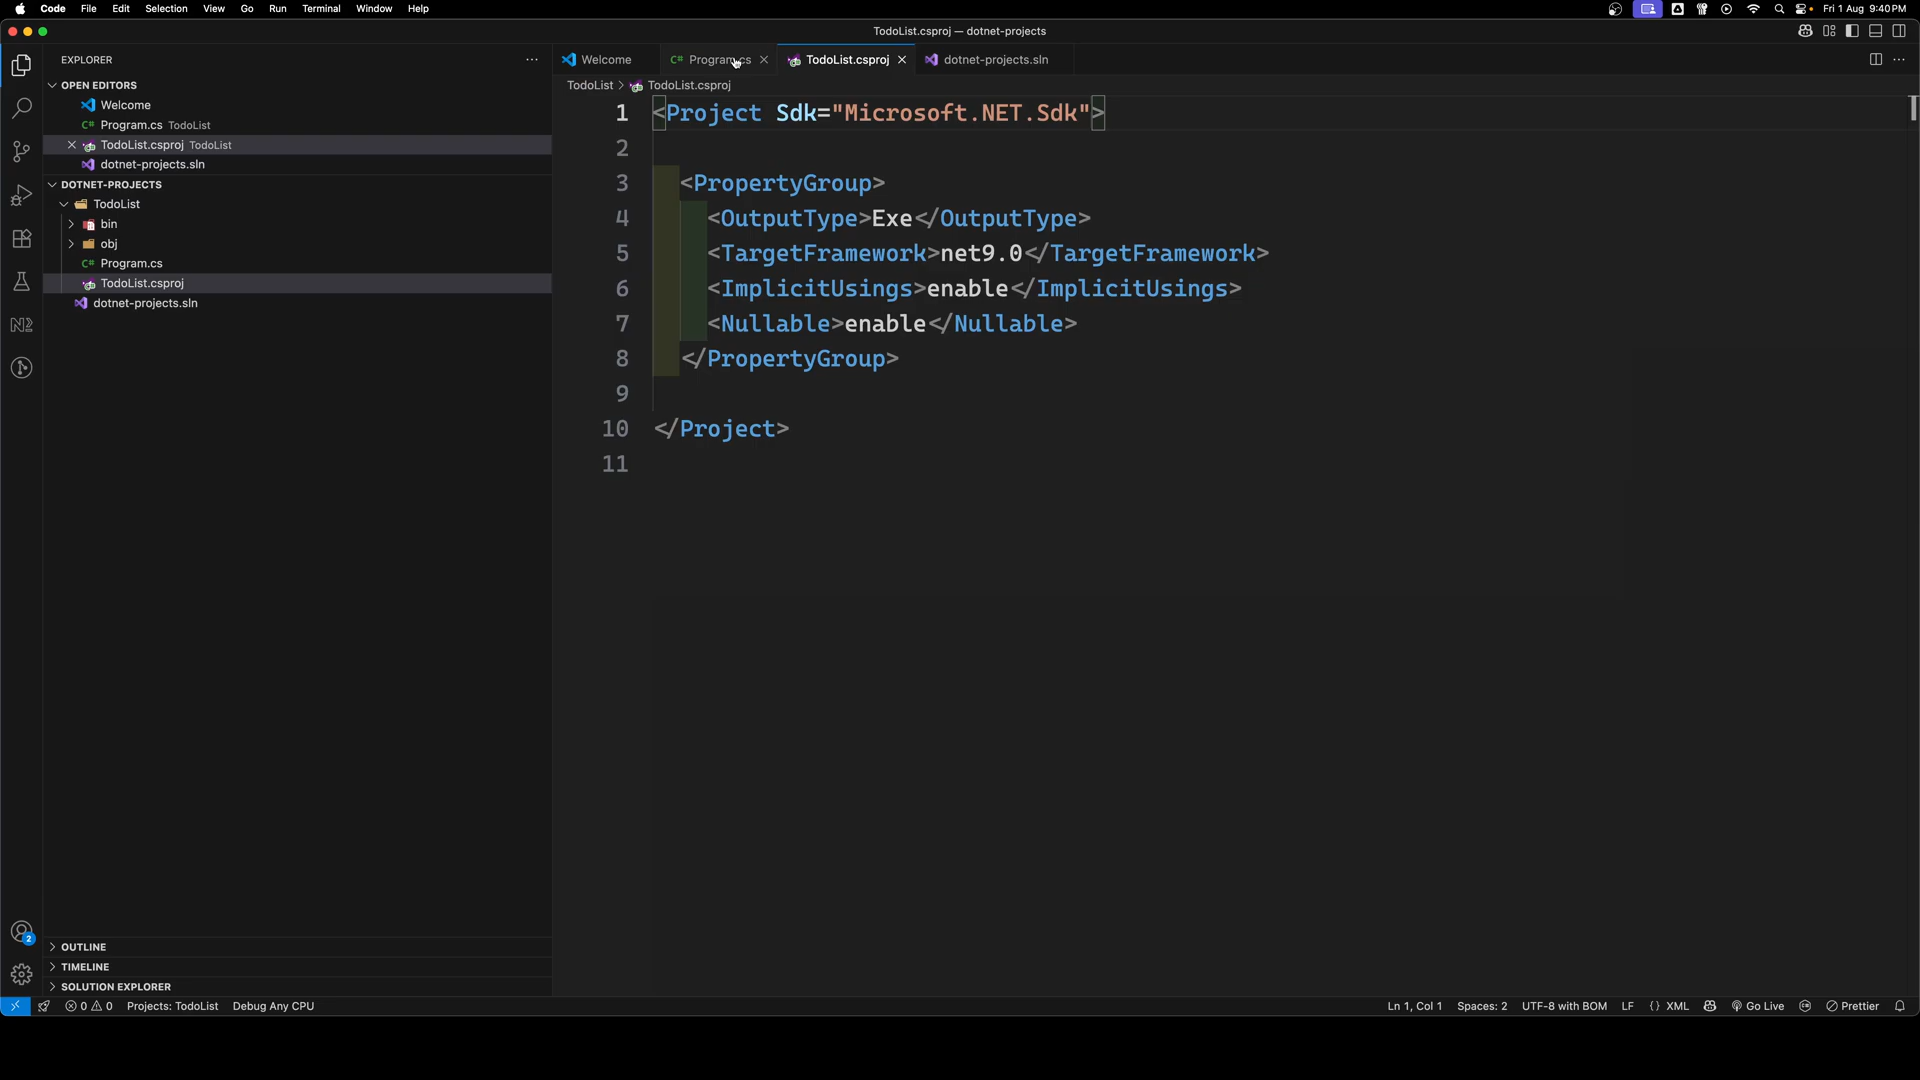 Code File Edit Selection View Go Run Terminal Window Help Fri 1 Aug 9:40 PM
TodoList.csproj — dotnet-projects
EXPLORER
OPEN EDITORS
Welcome
Program.cs TodoList
TodoList.csproj TodoList
dotnet-projects.sln
DOTNET-PROJECTS
TodoList
bin
obj
C# Program.cs
TodoList.csproj
dotnet-projects.sln
OUTLINE
TIMELINE
SOLUTION EXPLORER
Welcome C# Program.cs TodoList.csproj dotnet-projects.sln
TodoList > TodoList.csproj
1 <Project Sdk="Microsoft.NET.Sdk">
2
3 <PropertyGroup>
4 <OutputType>Exe</OutputType>
5 <TargetFramework>net9.0</TargetFramework>
6 <ImplicitUsings>enable</ImplicitUsings>
7 <Nullable>enable</Nullable>
8 </PropertyGroup>
9
10 </Project>
11
2
0 0 Projects: TodoList Debug Any CPU Ln 1, Col 1 Spaces: 2 UTF-8 with BOM LF {} XML Go Live Prettier